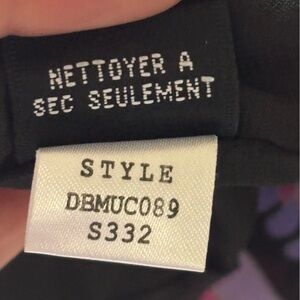 NETTOYER A
SEC SEULEMENT
STYLE
DBMUC089
S332